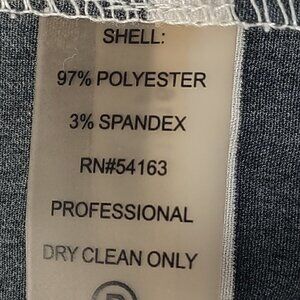 SHELL:
97% POLYESTER
3% SPANDEX
RN#54163
PROFESSIONAL
DRY CLEAN ONLY